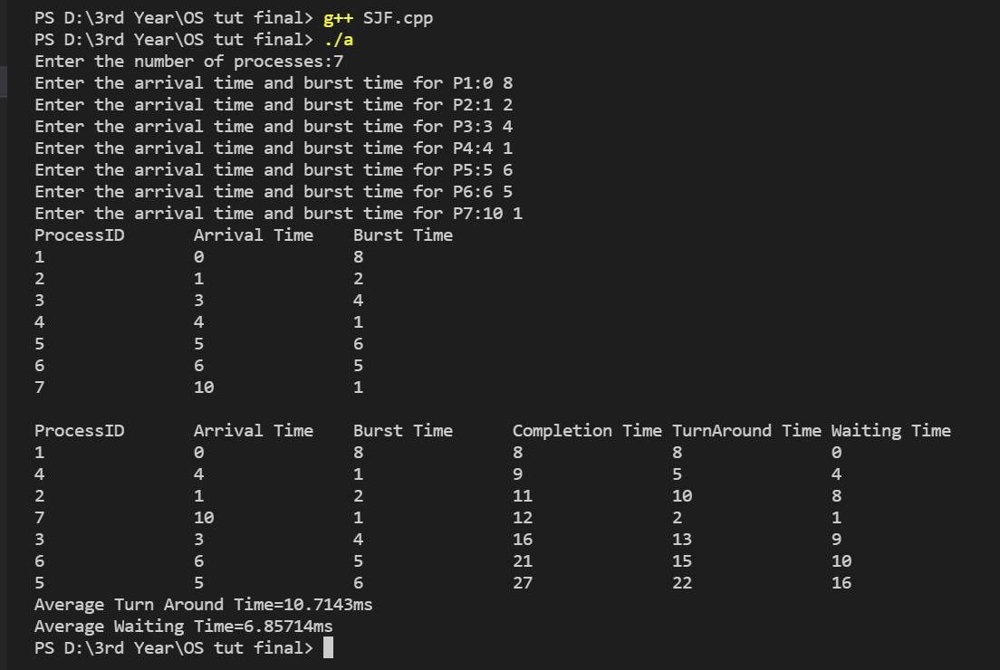 PS D:\3rd Year\OS tut final> g++ SJF.cpp
PS D:\3rd Year\OS tut final> ./a
Enter the number of processes:7
Enter the arrival time and burst time for P1:0 8
Enter the arrival time and burst time for P2:1 2
Enter the arrival time and burst time for P3:3 4
Enter the arrival time and burst time for P4:4 1
Enter the arrival time and burst time for P5:5 6
Enter the arrival time and burst time for P6:6 5
Enter the arrival time and burst time for P7:10 1
ProcessID       Arrival Time    Burst Time
1               0               8
2               1               2
3               3               4
4               4               1
5               5               6
6               6               5
7               10              1

ProcessID       Arrival Time    Burst Time      Completion Time TurnAround Time Waiting Time
1               0               8               8               8               0
4               4               1               9               5               4
2               1               2               11              10              8
7               10              1               12              2               1
3               3               4               16              13              9
6               6               5               21              15              10
5               5               6               27              22              16
Average Turn Around Time=10.7143ms
Average Waiting Time=6.85714ms
PS D:\3rd Year\OS tut final>